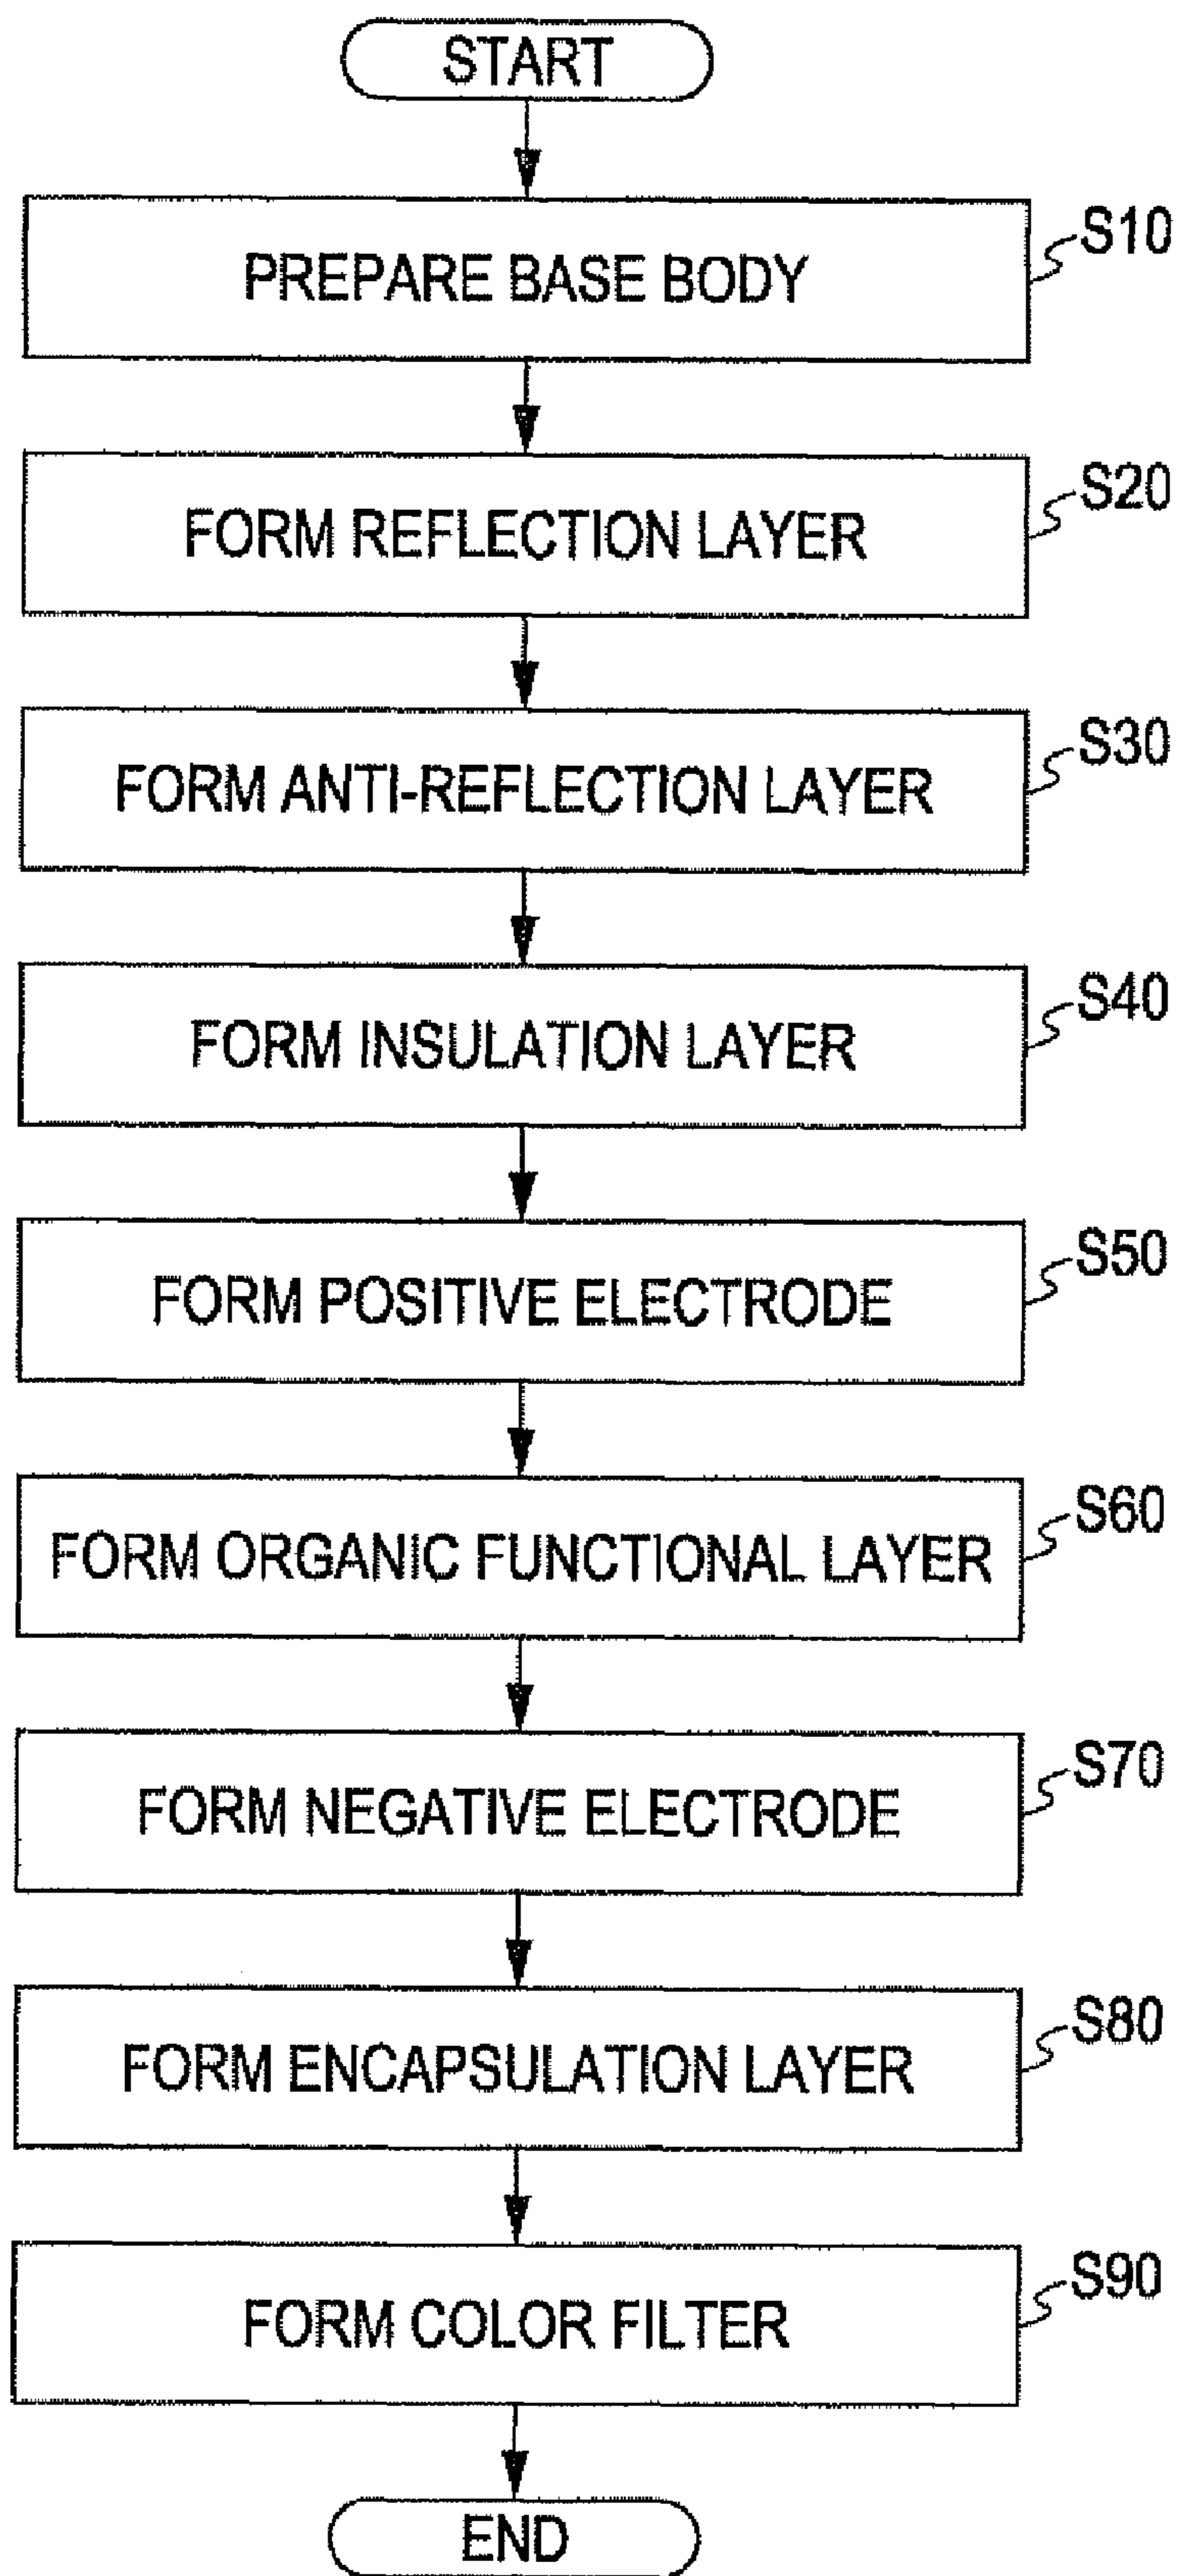 START
PREPARE BASE BODY
S10
FORM REFLECTION LAYER
S20
FORM ANTI-REFLECTION LAYER
S30
FORM INSULATION LAYER
S40
FORM POSITIVE ELECTRODE
S50
FORM ORGANIC FUNCTIONAL LAYER
S60
FORM NEGATIVE ELECTRODE
S70
FORM ENCAPSULATION LAYER
S80
FORM COLOR FILTER
S90
END